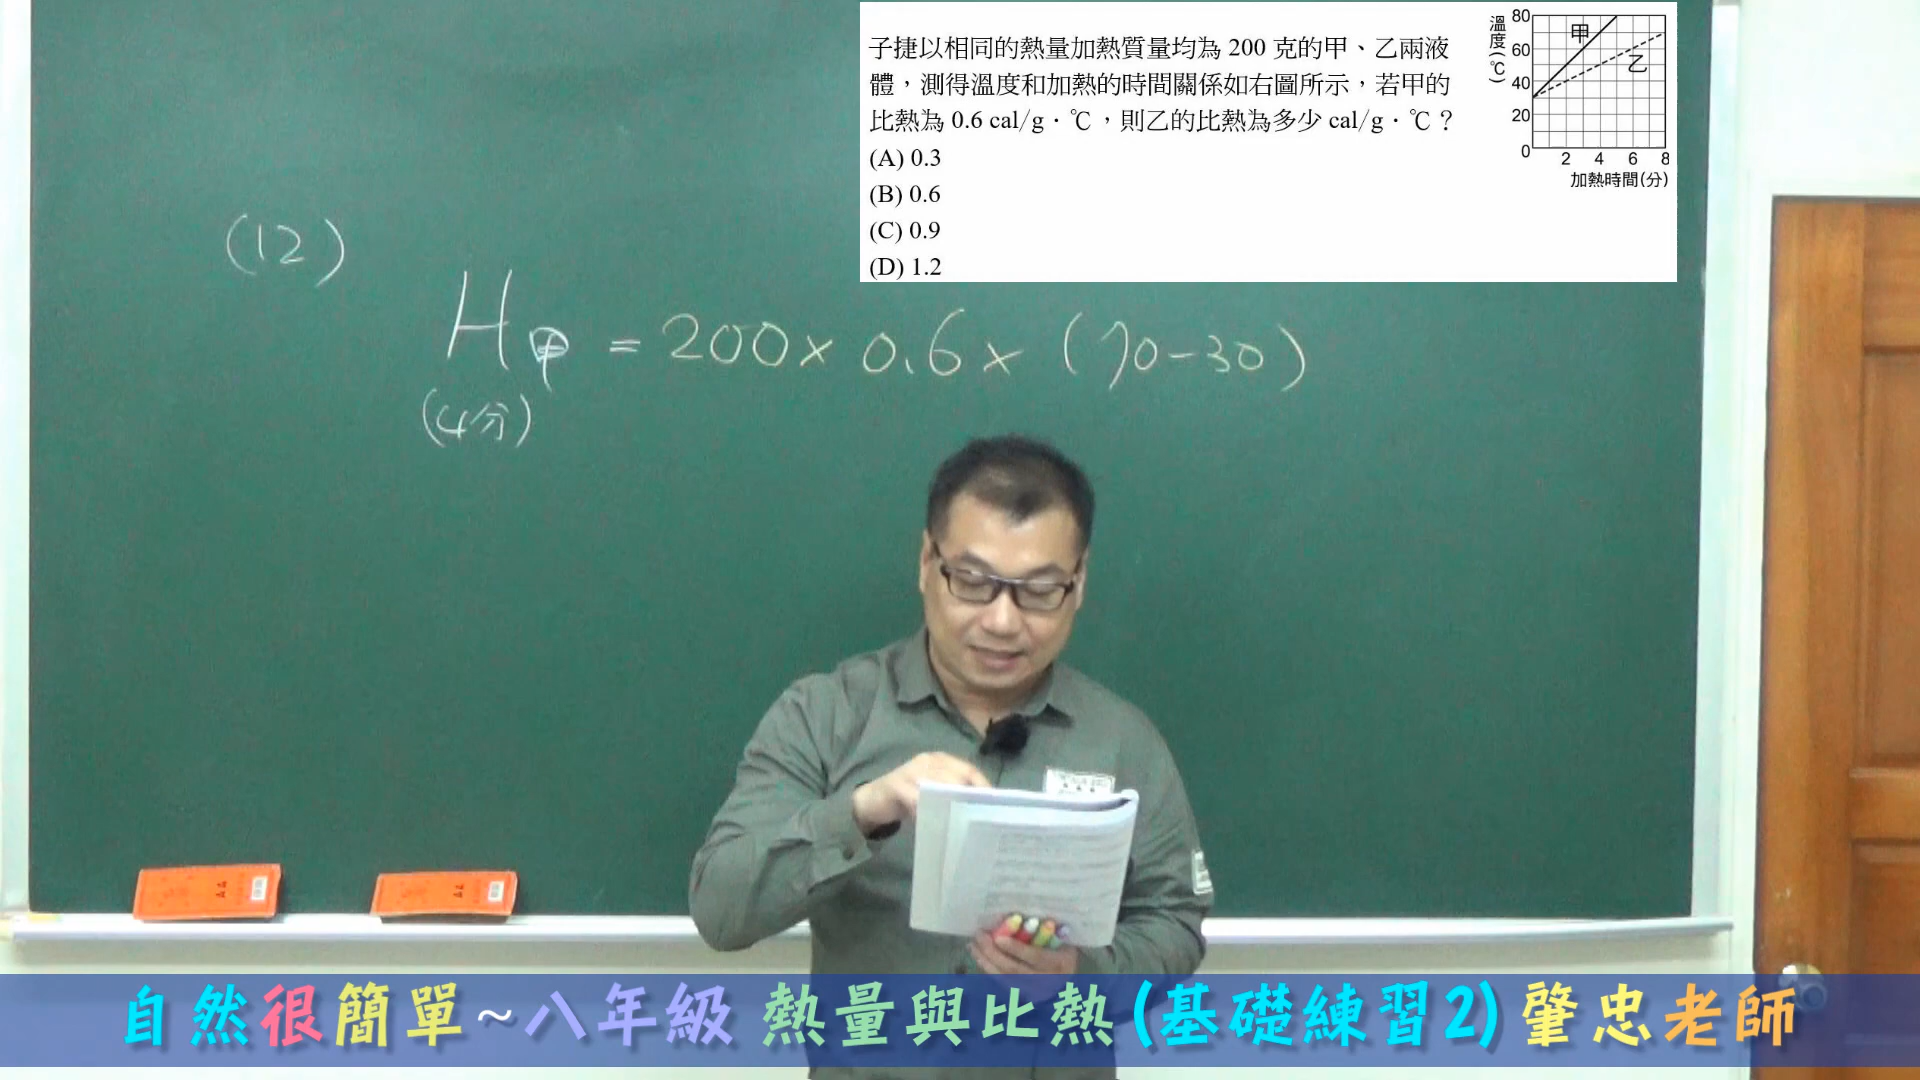 子捷以相同的熱量加熱質量均為 200 克的甲、乙兩液
體，測得溫度和加熱的時間關係如右圖所示，若甲的
比熱為 0.6 cal/g．℃，則乙的比熱為多少 cal/g．℃？
(A) 0.3
(B) 0.6
(C) 0.9
(D) 1.2
溫度(℃)
80
60
40
20
0
甲
乙
2 4 6 8
加熱時間(分)
(12)
H甲 = 200 × 0.6 × (70-30)
(4分)
自然很簡單~八年級 熱量與比熱(基礎練習2) 肇忠老師